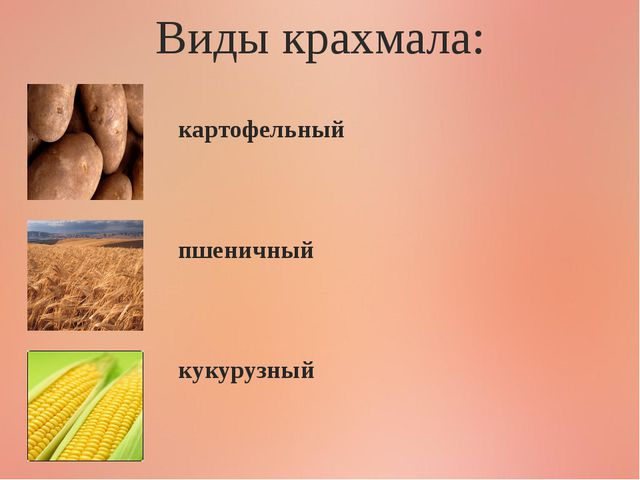 Виды крахмала:
картофельный
пшеничный
кукурузный